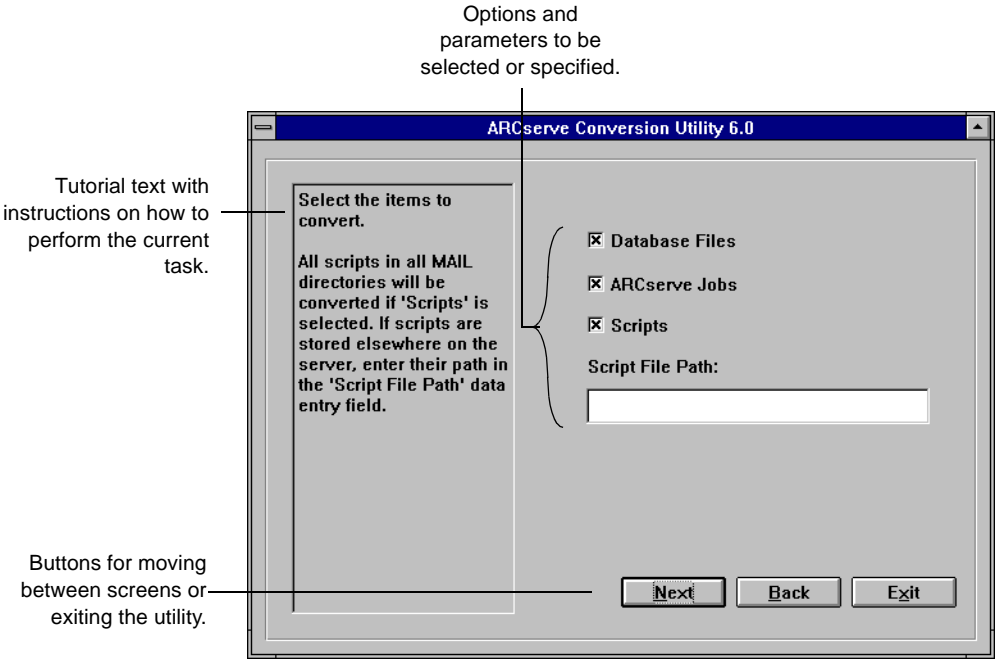 Options and
parameters to be
selected or specified.
ARCserve Conversion Utility 6.0
Tutorial text with
instructions on how to
perform the current
task.
Select the items to
convert.
All scripts in all MAIL
directories will be
converted if 'Scripts' is
selected. If scripts are
stored elsewhere on the
server, enter their path in
the 'Script File Path' data
entry field.
Database Files
ARCserve Jobs
Scripts
Script File Path:
Buttons for moving
between screens or
exiting the utility.
Next
Back
Exit